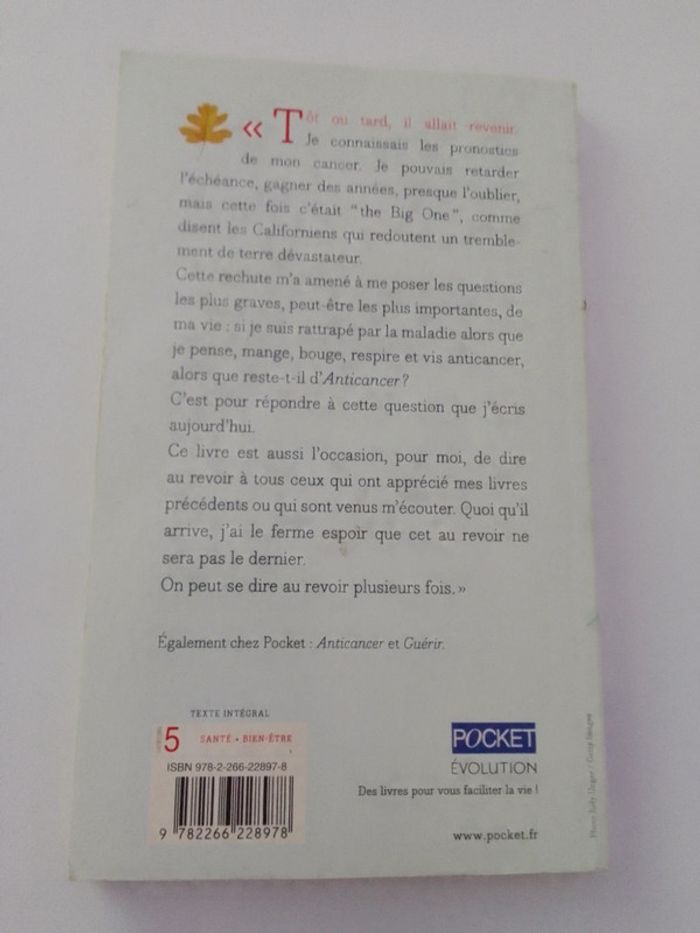 « Tôt ou tard, il allait revenir.
Je connaissais les pronostics
de mon cancer. Je pouvais retarder
l'échéance, gagner des années, presque l'oublier,
mais cette fois c'était "the Big One", comme
disent les Californiens qui redoutent un tremble-
ment de terre dévastateur.
Cette rechute m'a amené à me poser les questions
les plus graves, peut-être les plus importantes, de
ma vie : si je suis rattrapé par la maladie alors que
je pense, mange, bouge, respire et vis anticancer,
alors que reste-t-il d'Anticancer ?
C'est pour répondre à cette question que j'écris
aujourd'hui.
Ce livre est aussi l'occasion, pour moi, de dire
au revoir à tous ceux qui ont apprécié mes livres
précédents ou qui sont venus m'écouter. Quoi qu'il
arrive, j'ai le ferme espoir que cet au revoir ne
sera pas le dernier.
On peut se dire au revoir plusieurs fois. »
Également chez Pocket : Anticancer et Guérir.
TEXTE INTÉGRAL
5 SANTÉ • BIEN-ÊTRE
ISBN 978-2-266-22897-8
9 782266 228978
POCKET
ÉVOLUTION
Des livres pour vous faciliter la vie !
www.pocket.fr